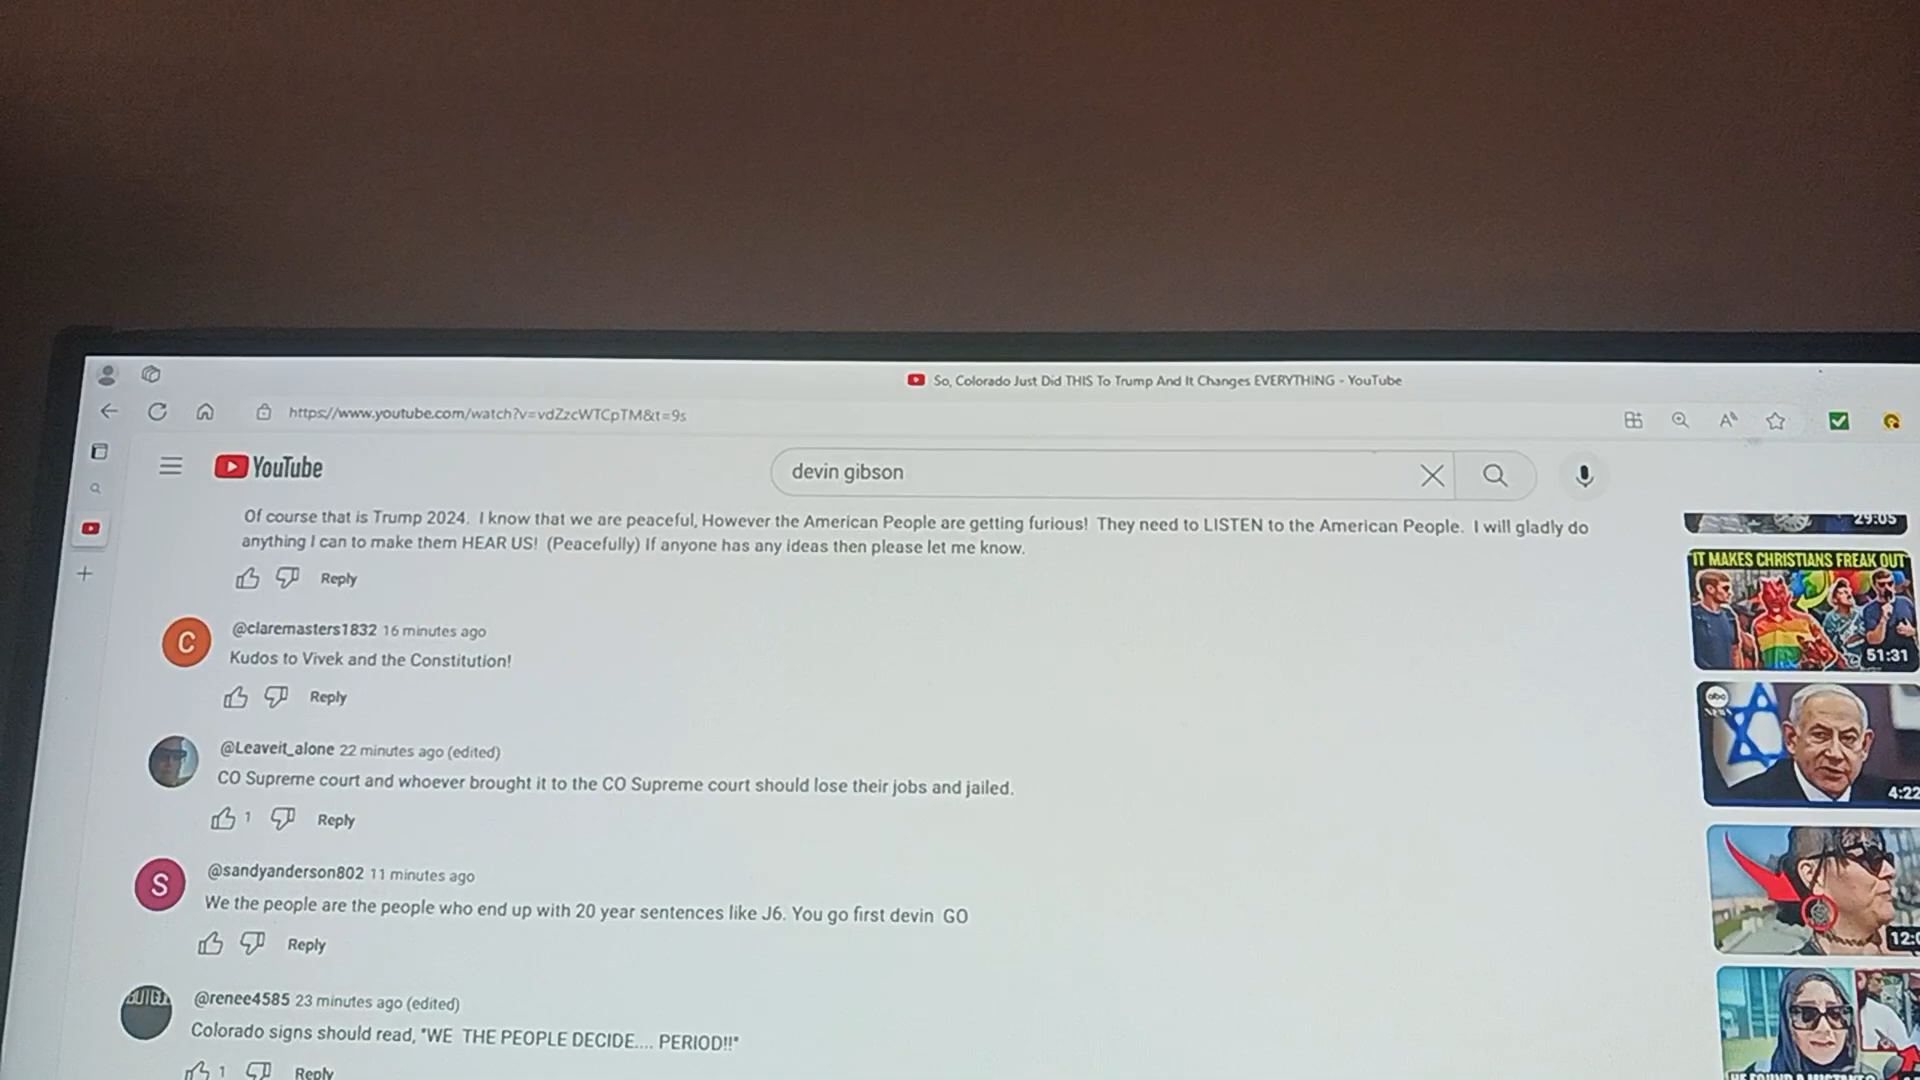 So, Colorado Just Did THIS To Trump And It Changes EVERYTHING - YouTube
https://www.youtube.com/watch?v=vdZzcWTCpTM&t=9s
YouTube
devin gibson
Of course that is Trump 2024. I know that we are peaceful, However the American People are getting furious! They need to LISTEN to the American People. I will gladly do
anything I can to make them HEAR US! (Peacefully) If anyone has any ideas then please let me know.
Reply
C
@claremasters1832 16 minutes ago
Kudos to Vivek and the Constitution!
Reply
@Leaveit_alone 22 minutes ago (edited)
CO Supreme court and whoever brought it to the CO Supreme court should lose their jobs and jailed.
1 Reply
S
@sandyanderson802 11 minutes ago
We the people are the people who end up with 20 year sentences like J6. You go first devin GO
Reply
@renee4585 23 minutes ago (edited)
Colorado signs should read, "WE THE PEOPLE DECIDE.... PERIOD!!"
1 Reply
29:05
IT MAKES CHRISTIANS FREAK OUT
51:31
abc
NEWS
4:22
12: